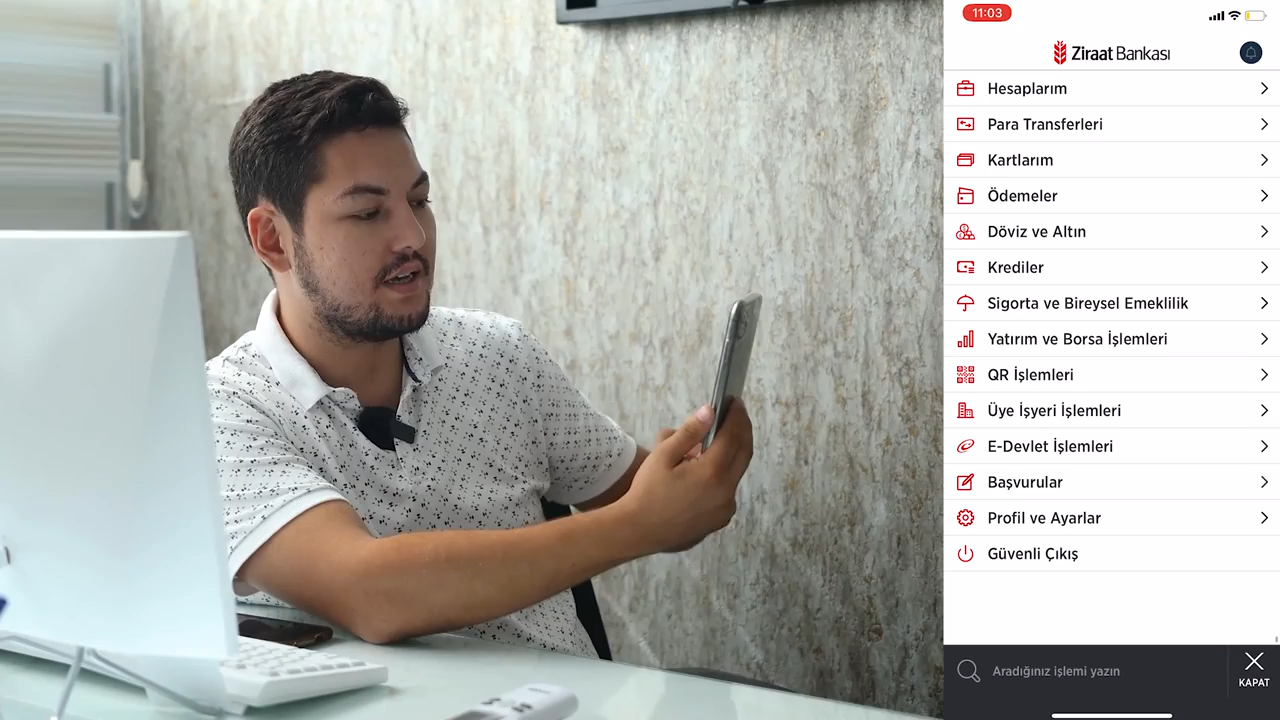 11:03
Ziraat Bankası
Hesaplarım
Para Transferleri
Kartlarım
Ödemeler
Döviz ve Altın
Krediler
Sigorta ve Bireysel Emeklilik
Yatırım ve Borsa İşlemleri
QR İşlemleri
Üye İşyeri İşlemleri
E-Devlet İşlemleri
Başvurular
Profil ve Ayarlar
Güvenli Çıkış
Aradığınız işlemi yazın
KAPAT